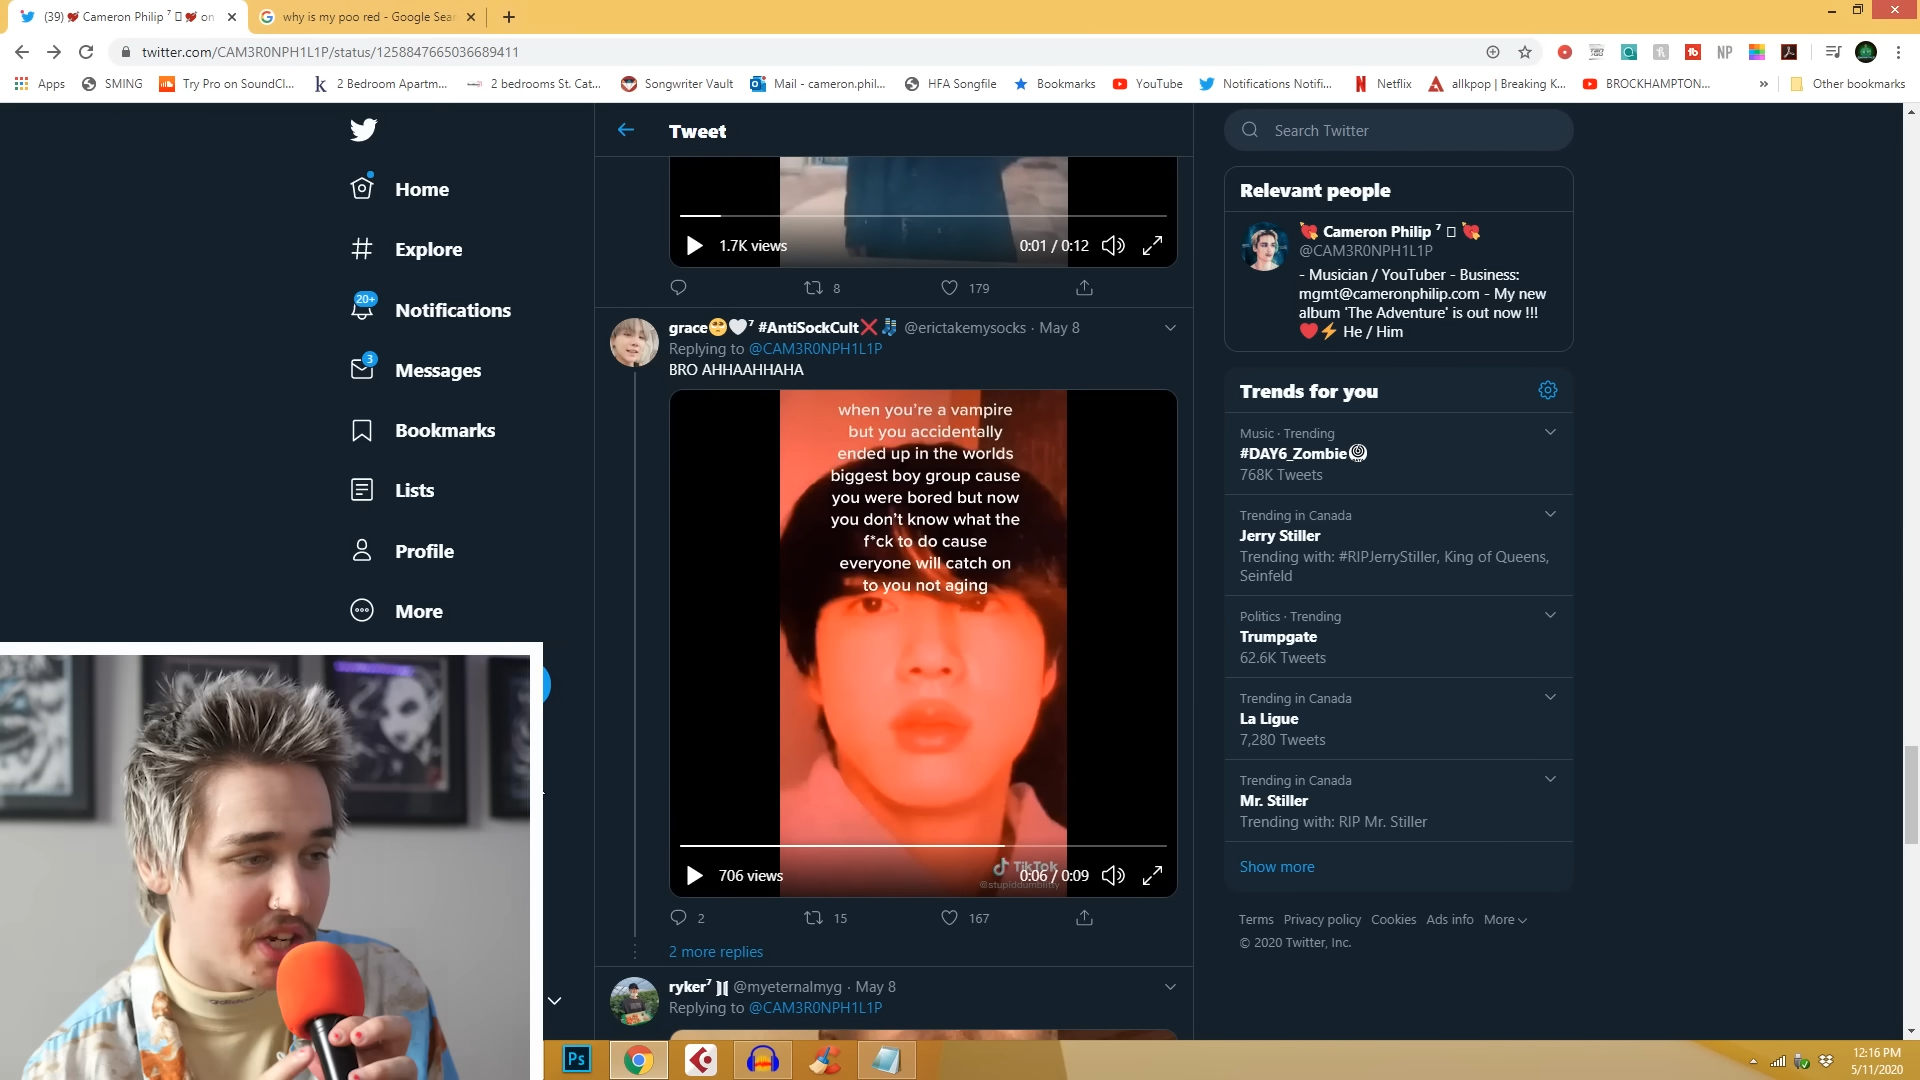 (39) 💘 Cameron Philip ⁷ on
why is my poo red - Google Sear
twitter.com/CAM3R0NPH1L1P/status/1258847665036689411
Apps
SMING
Try Pro on SoundCl...
2 Bedroom Apartm...
2 bedrooms St. Cat...
Songwriter Vault
Mail - cameron.phil...
HFA Songfile
Bookmarks
YouTube
Notifications Notifi...
Netflix
allkpop | Breaking K...
BROCKHAMPTON...
»
Other bookmarks
Home
Explore
20+
Notifications
3
Messages
Bookmarks
Lists
Profile
More
Tweet
1.7K views
0:01 / 0:12
8
179
grace🥺🤍⁷ #AntiSockCult❌🧦 @erictakemysocks · May 8
Replying to @CAM3R0NPH1L1P
BRO AHHAAHHAHA
when you're a vampire
but you accidentally
ended up in the worlds
biggest boy group cause
you were bored but now
you don't know what the
f*ck to do cause
everyone will catch on
to you not aging
TikTok
706 views
0:06 / 0:09
2
15
167
2 more replies
ryker⁷ @myeternalmyg · May 8
Replying to @CAM3R0NPH1L1P
Search Twitter
Relevant people
💘 Cameron Philip ⁷ 💘
@CAM3R0NPH1L1P
- Musician / YouTuber - Business:
mgmt@cameronphilip.com - My new
album 'The Adventure' is out now !!!
❤️⚡ He / Him
Trends for you
Music · Trending
#DAY6_Zombie
768K Tweets
Trending in Canada
Jerry Stiller
Trending with: #RIPJerryStiller, King of Queens,
Seinfeld
Politics · Trending
Trumpgate
62.6K Tweets
Trending in Canada
La Ligue
7,280 Tweets
Trending in Canada
Mr. Stiller
Trending with: RIP Mr. Stiller
Show more
Terms Privacy policy Cookies Ads info More
© 2020 Twitter, Inc.
Ps
12:16 PM
5/11/2020